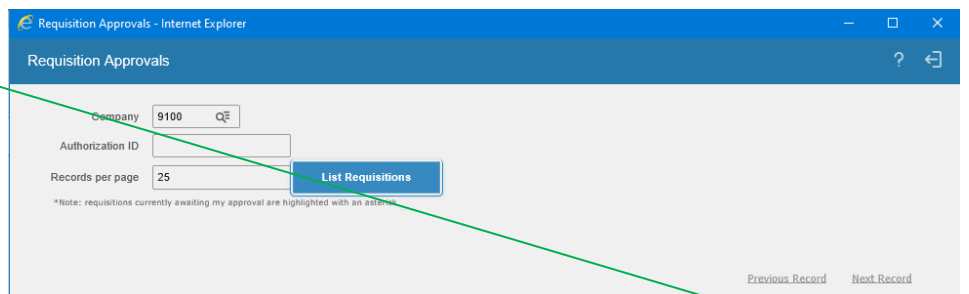 Requisition Approvals - Internet Explorer
Requisition Approvals
Company 9100
Authorization ID
Records per page 25 List Requisitions
*Note: requisitions currently awaiting my approval are highlighted with an asterisk
Previous Record Next Record